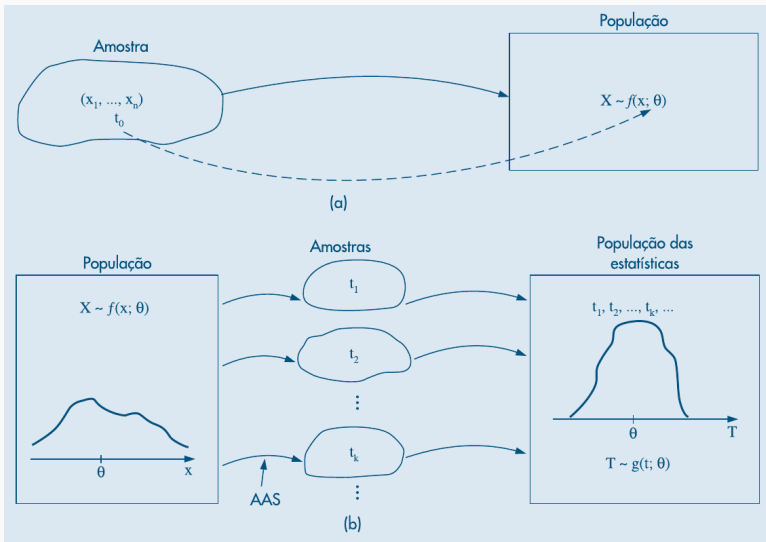 Amostra
(x₁, ..., xₙ)
t₀
População
X ~ f(x; θ)
(a)
População
X ~ f(x; θ)
θ
x
Amostras
t₁
t₂
⋮
tₖ
⋮
AAS
População das
estatísticas
t₁, t₂, ..., tₖ, ...
θ
T
T ~ g(t; θ)
(b)